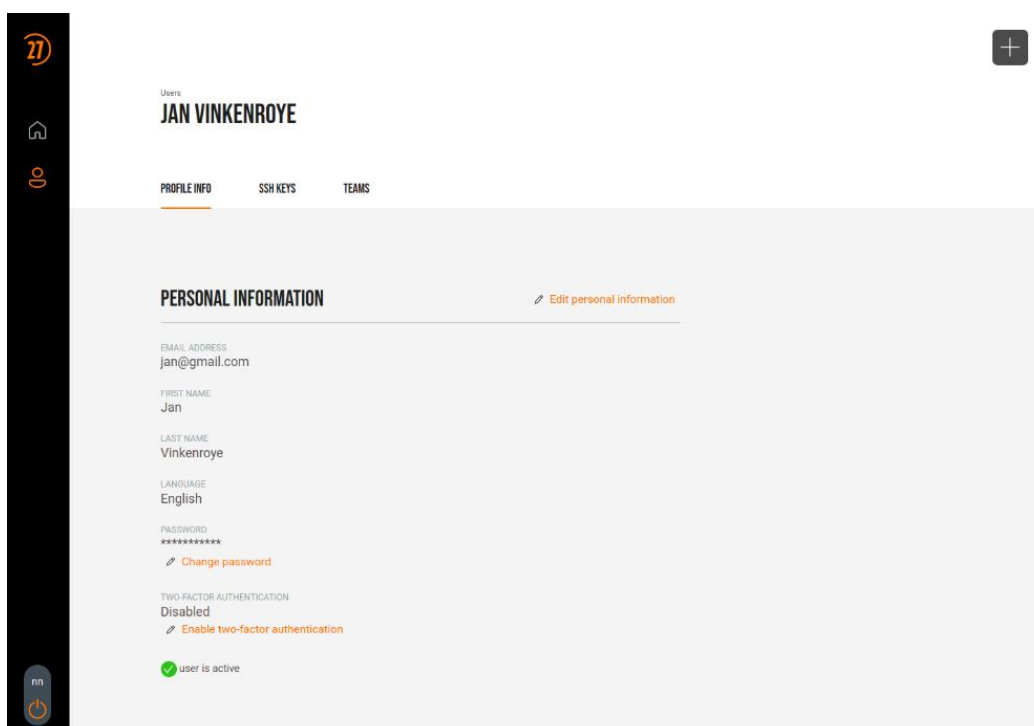 27
Users
JAN VINKENROYE
PROFILE INFO SSH KEYS TEAMS
PERSONAL INFORMATION
Edit personal information
EMAIL ADDRESS
jan@gmail.com
FIRST NAME
Jan
LAST NAME
Vinkenroye
LANGUAGE
English
PASSWORD
***********
Change password
TWO-FACTOR AUTHENTICATION
Disabled
Enable two-factor authentication
user is active
nn